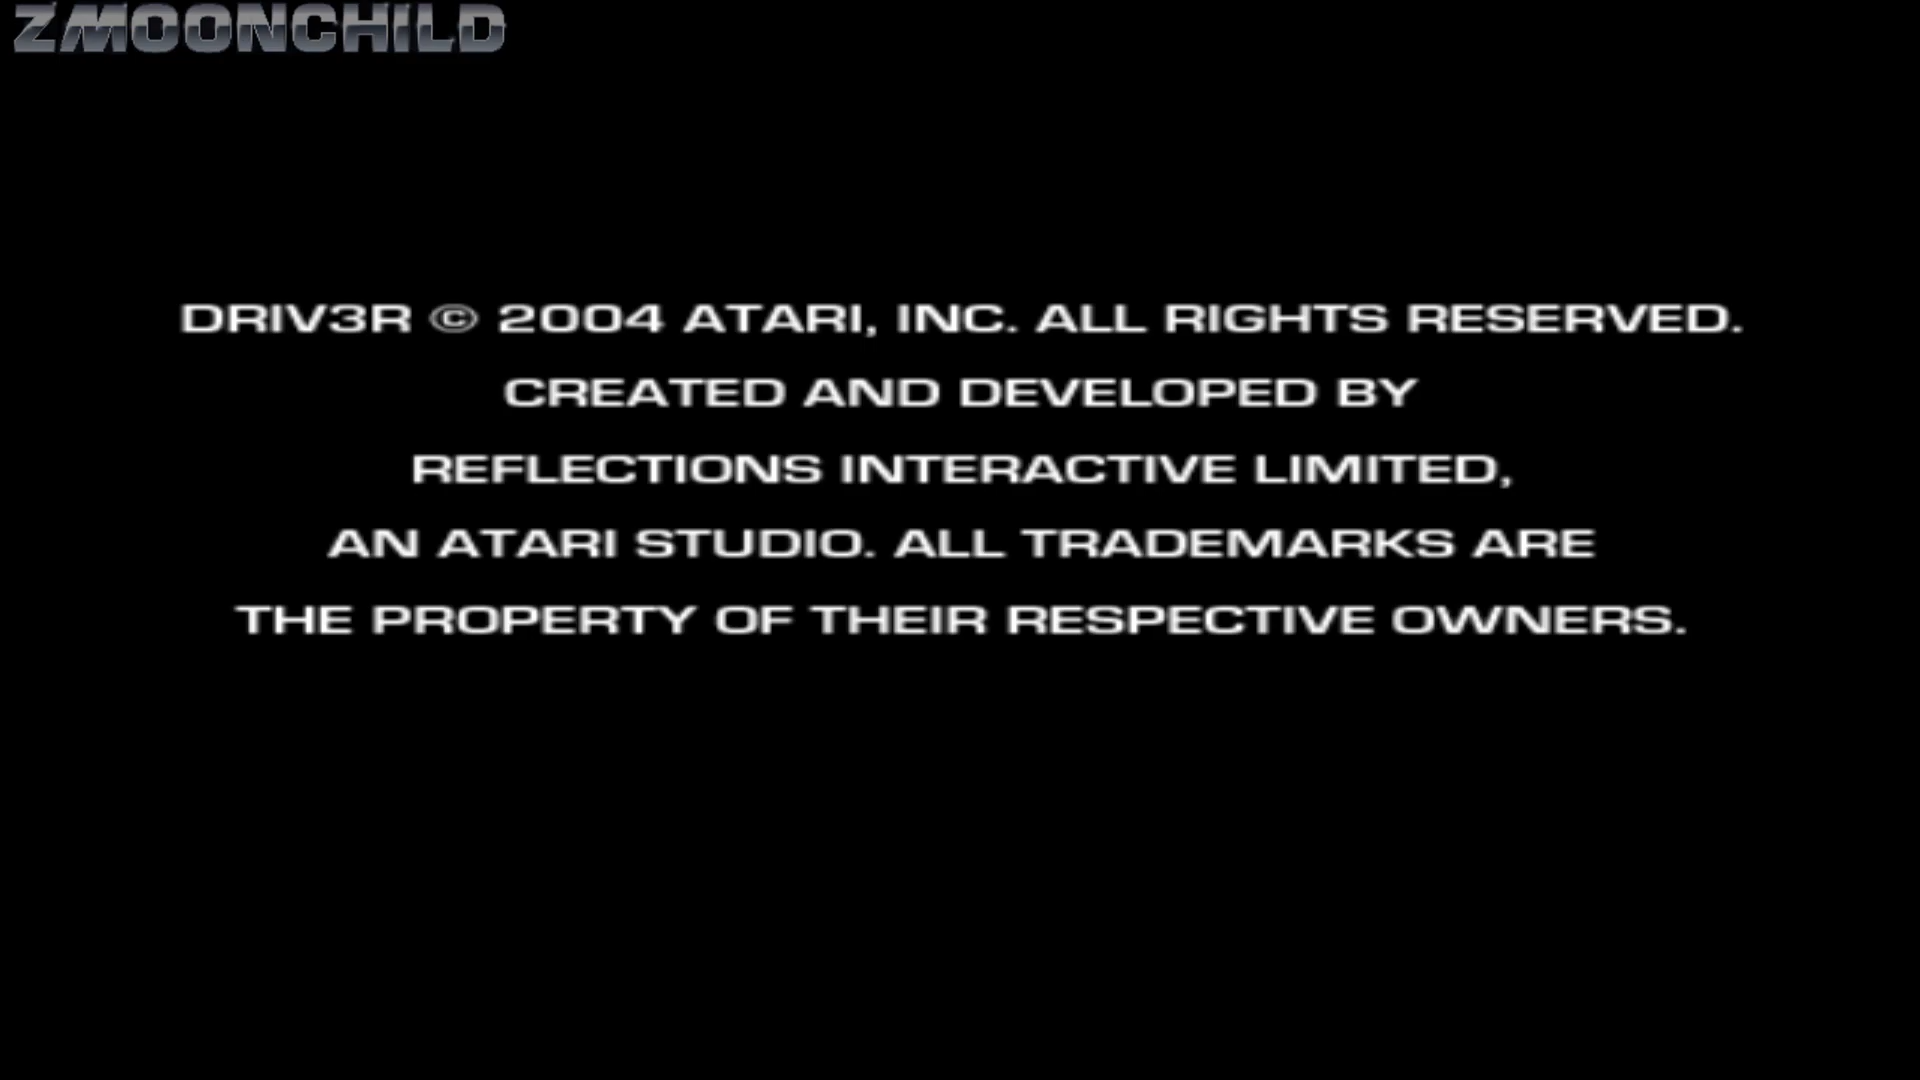 ZMOONCHILD
DRIV3R © 2004 ATARI, INC. ALL RIGHTS RESERVED.
CREATED AND DEVELOPED BY
REFLECTIONS INTERACTIVE LIMITED,
AN ATARI STUDIO. ALL TRADEMARKS ARE
THE PROPERTY OF THEIR RESPECTIVE OWNERS.